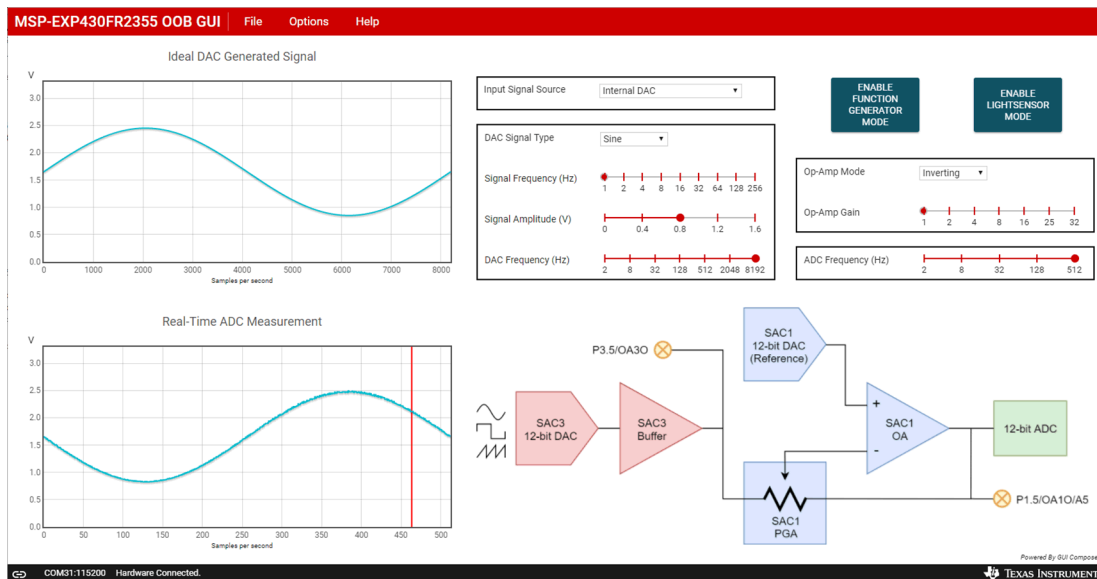 MSP-EXP430FR2355 OOB GUI File Options Help
Ideal DAC Generated Signal
V
3.0
2.5
2.0
1.5
1.0
0.5
0.0
0 1000 2000 3000 4000 5000 6000 7000 8000
Samples per second
Input Signal Source Internal DAC
DAC Signal Type Sine
Signal Frequency (Hz)
1 2 4 8 16 32 64 128 256
Signal Amplitude (V)
0 0.4 0.8 1.2 1.6
DAC Frequency (Hz)
2 8 32 128 512 2048 8192
ENABLE
FUNCTION
GENERATOR
MODE
ENABLE
LIGHTSENSOR
MODE
Op-Amp Mode Inverting
Op-Amp Gain
1 2 4 8 16 25 32
ADC Frequency (Hz)
2 8 32 128 512
Real-Time ADC Measurement
V
3.0
2.5
2.0
1.5
1.0
0.5
0.0
0 50 100 150 200 250 300 350 400 450 500
Samples per second
P3.5/OA3O
SAC1
12-bit DAC
(Reference)
SAC3
12-bit DAC
SAC3
Buffer
+
-
SAC1
OA
12-bit ADC
SAC1
PGA
P1.5/OA1O/A5
Powered By GUI Compose
COM31:115200 Hardware Connected.
TEXAS INSTRUMENT